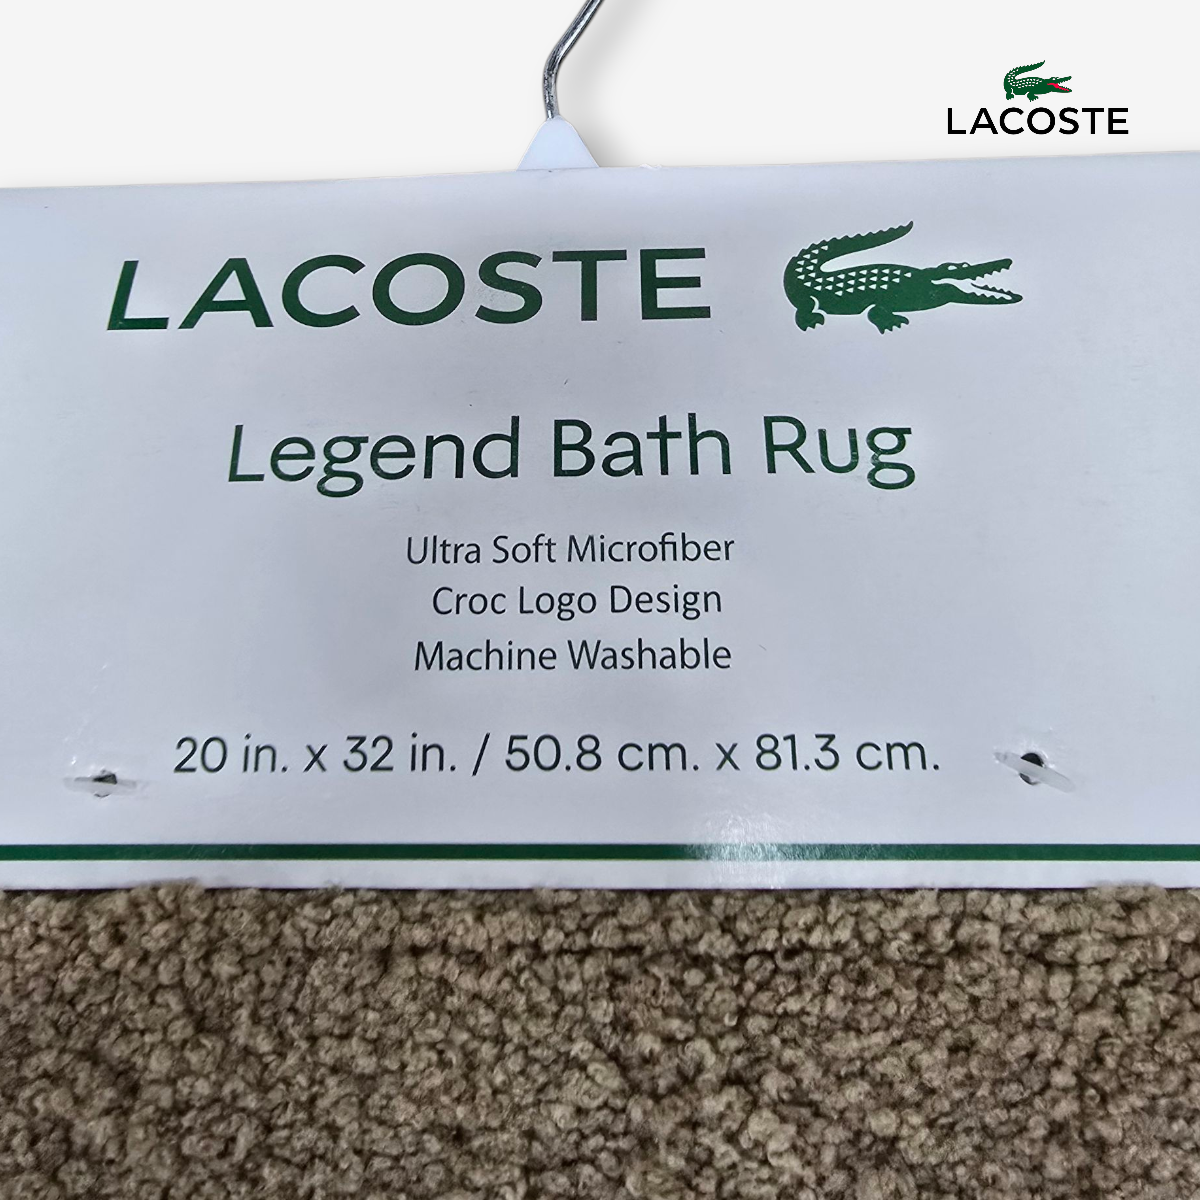 LACOSTE
LACOSTE
Legend Bath Rug
Ultra Soft Microfiber
Croc Logo Design
Machine Washable
20 in. x 32 in. / 50.8 cm. x 81.3 cm.